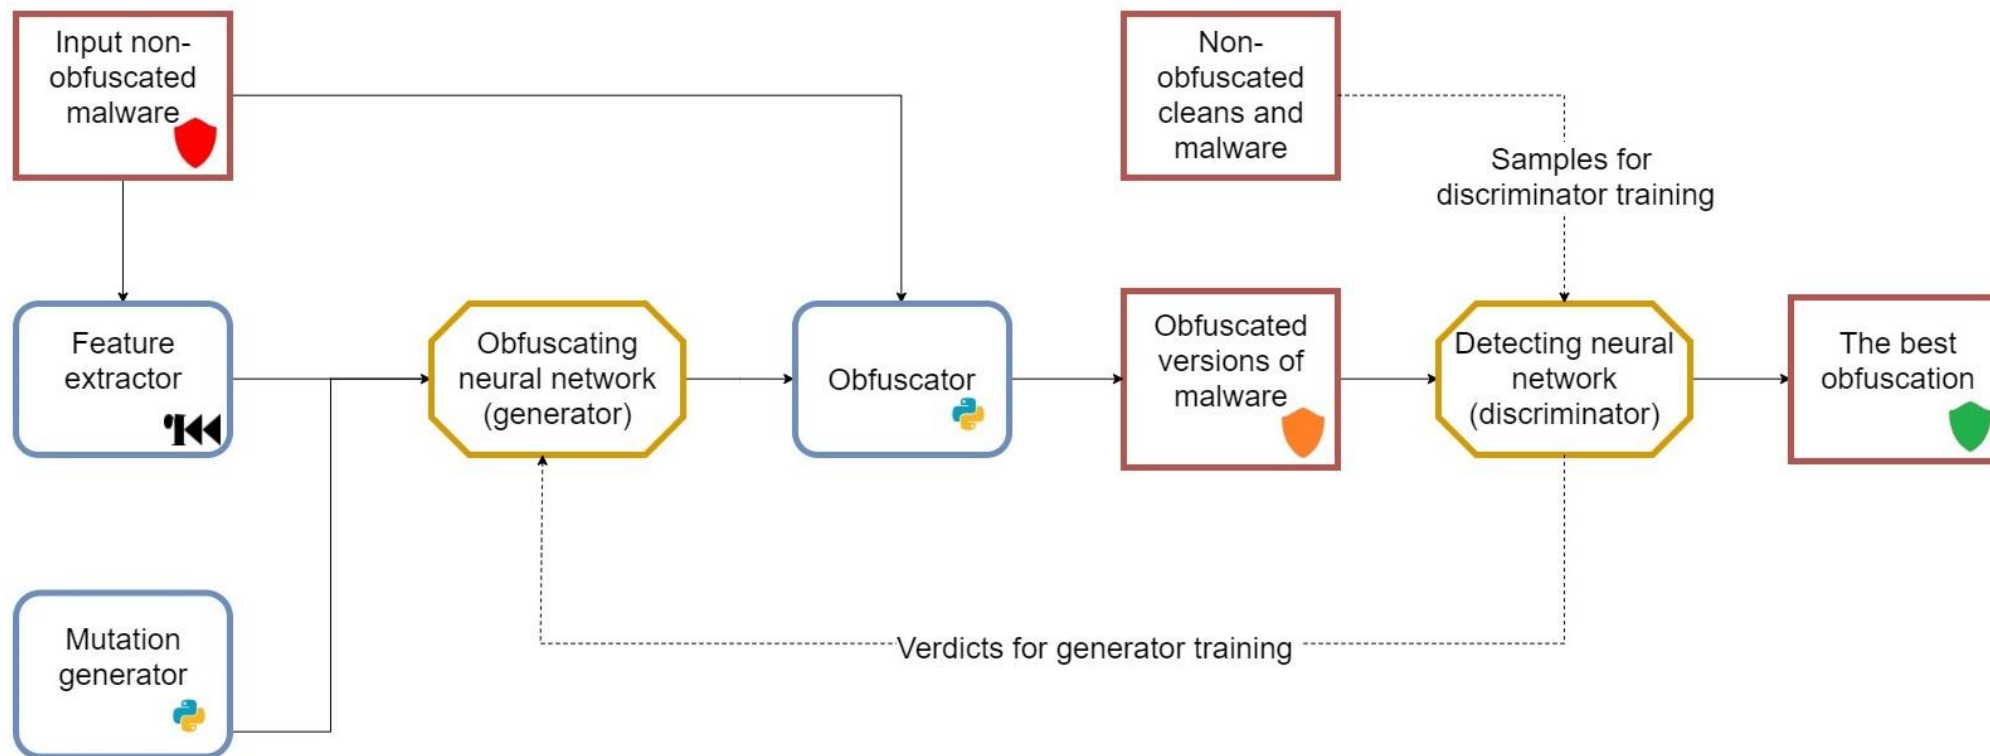 Input non-
obfuscated
malware
Non-
obfuscated
cleans and
malware
Samples for
discriminator training
Feature
extractor
Obfuscating
neural network
(generator)
Obfuscator
Obfuscated
versions of
malware
Detecting neural
network
(discriminator)
The best
obfuscation
Mutation
generator
Verdicts for generator training